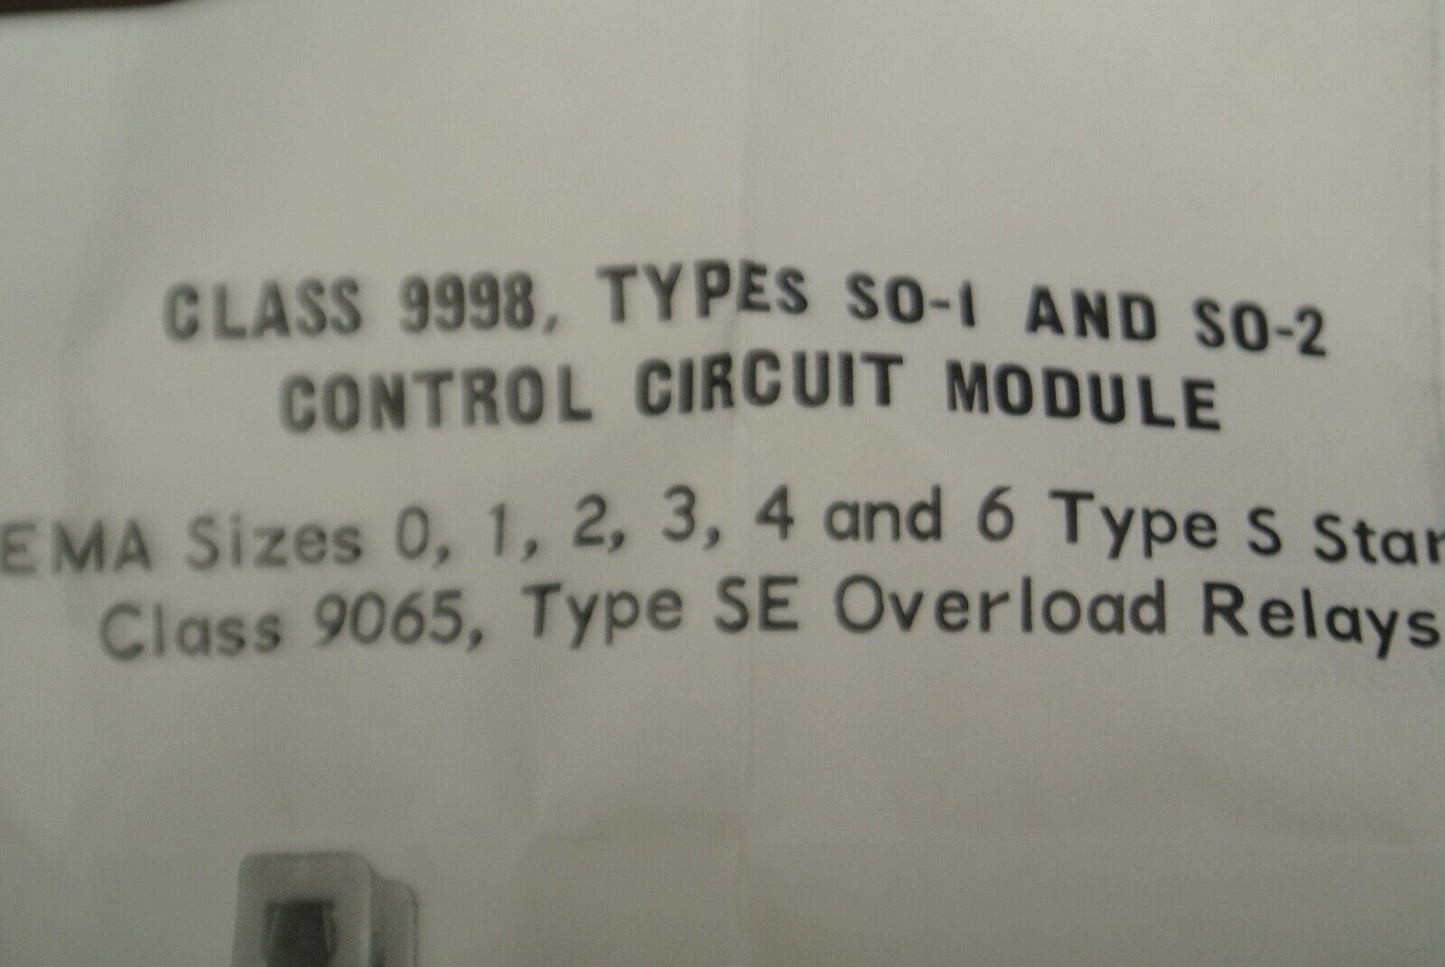 CLASS 9998, TYPES SO-1 AND SO-2
CONTROL CIRCUIT MODULE
EMA Sizes 0, 1, 2, 3, 4 and 6 Type S Star
Class 9065, Type SE Overload Relays